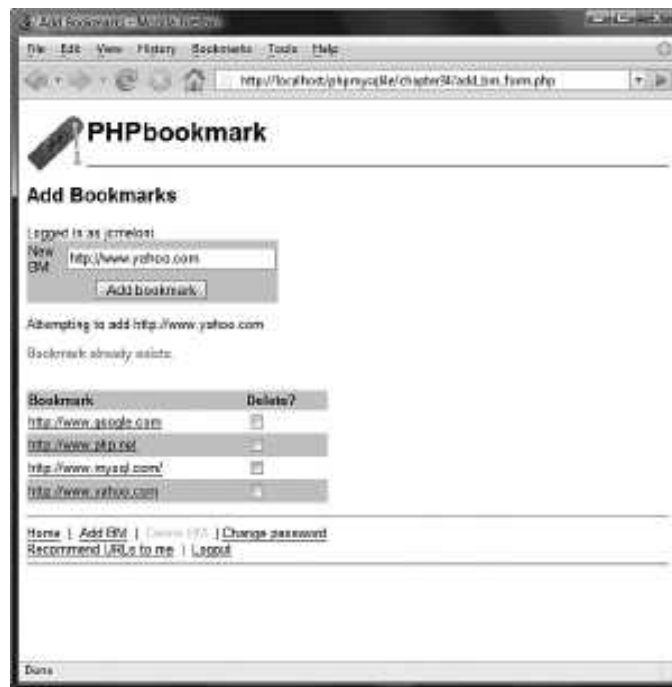 Add Bookmarks - Mozilla Firefox
File Edit View History Bookmarks Tools Help
http://localhost/phpmysql4e/chapter34/add_bm_form.php
PHPbookmark
Add Bookmarks
Logged in as jcmeloni.
New BM: http://www.yahoo.com
Add bookmark
Attempting to add http://www.yahoo.com
Bookmark already exists.
Bookmark Delete?
http://www.google.com
http://www.php.net
http://www.mysql.com/
http://www.yahoo.com
Home | Add BM | Delete BM | Change password
Recommend URLs to me | Logout
Done